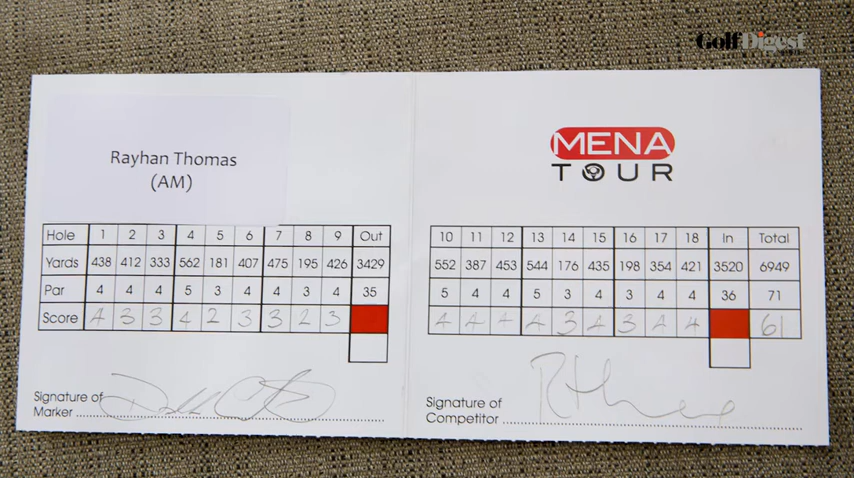 Golf Digest
Rayhan Thomas
(AM)
MENA
TOUR
Hole 1 2 3 4 5 6 7 8 9 Out
Yards 438 412 333 562 181 407 475 195 426 3429
Par 4 4 4 5 3 4 4 3 4 35
Score 4 3 3 4 2 3 3 2 3
10 11 12 13 14 15 16 17 18 In Total
552 387 453 544 176 435 198 354 421 3520 6949
5 4 4 5 3 4 3 4 4 36 71
4 4 4 4 3 4 3 4 4 61
Signature of
Marker
Signature of
Competitor